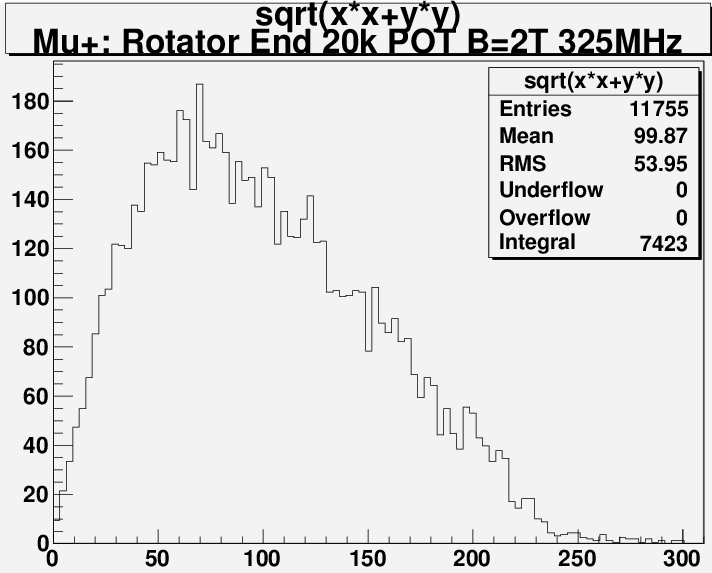 sqrt(x*x+y*y)
Mu+: Rotator End 20k POT B=2T 325MHz
sqrt(x*x+y*y)
Entries 11755
Mean 99.87
RMS 53.95
Underflow 0
Overflow 0
Integral 7423
180
160
140
120
100
80
60
40
20
0
0 50 100 150 200 250 300